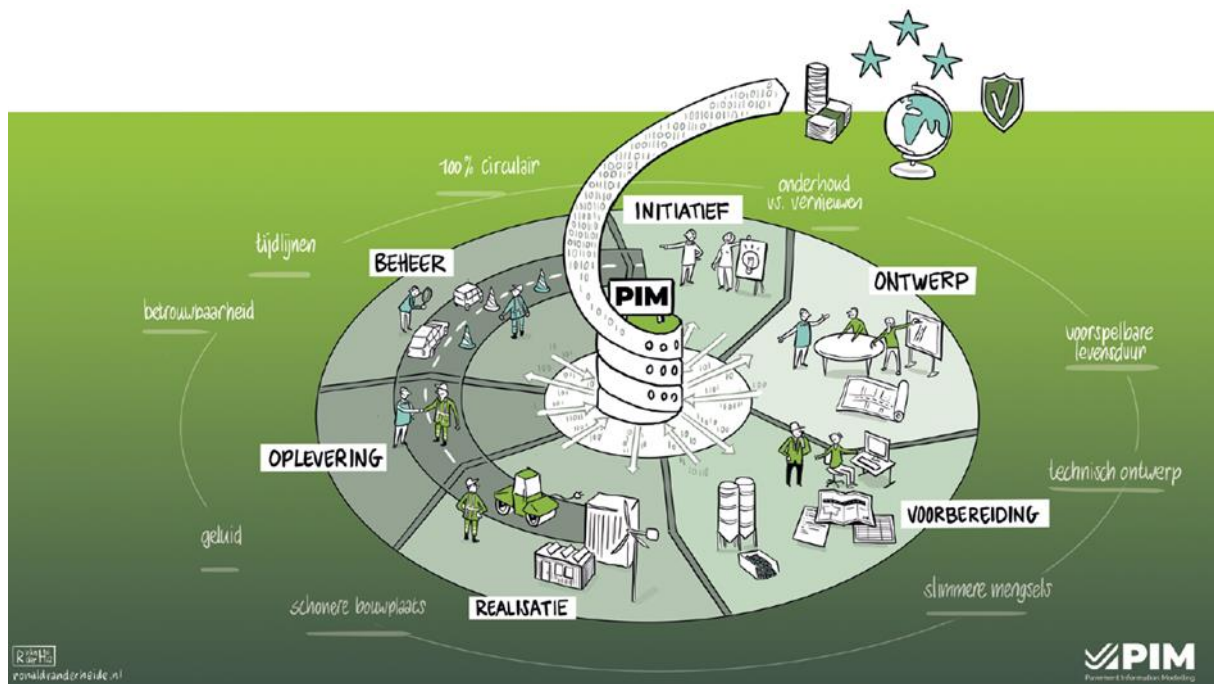 100% circulair
onderhoud
vs. vernieuwen
INITIATIEF
tijdlijnen
BEHEER
ONTWERP
PIM
betrouwbaarheid
voorspelbare
levensduur
OPLEVERING
technisch ontwerp
VOORBEREIDING
geluid
slimmere mengsels
schonere bouwplaats
REALISATIE
ronaldvanderheide.nl
PIM
Pavement Information Modelling